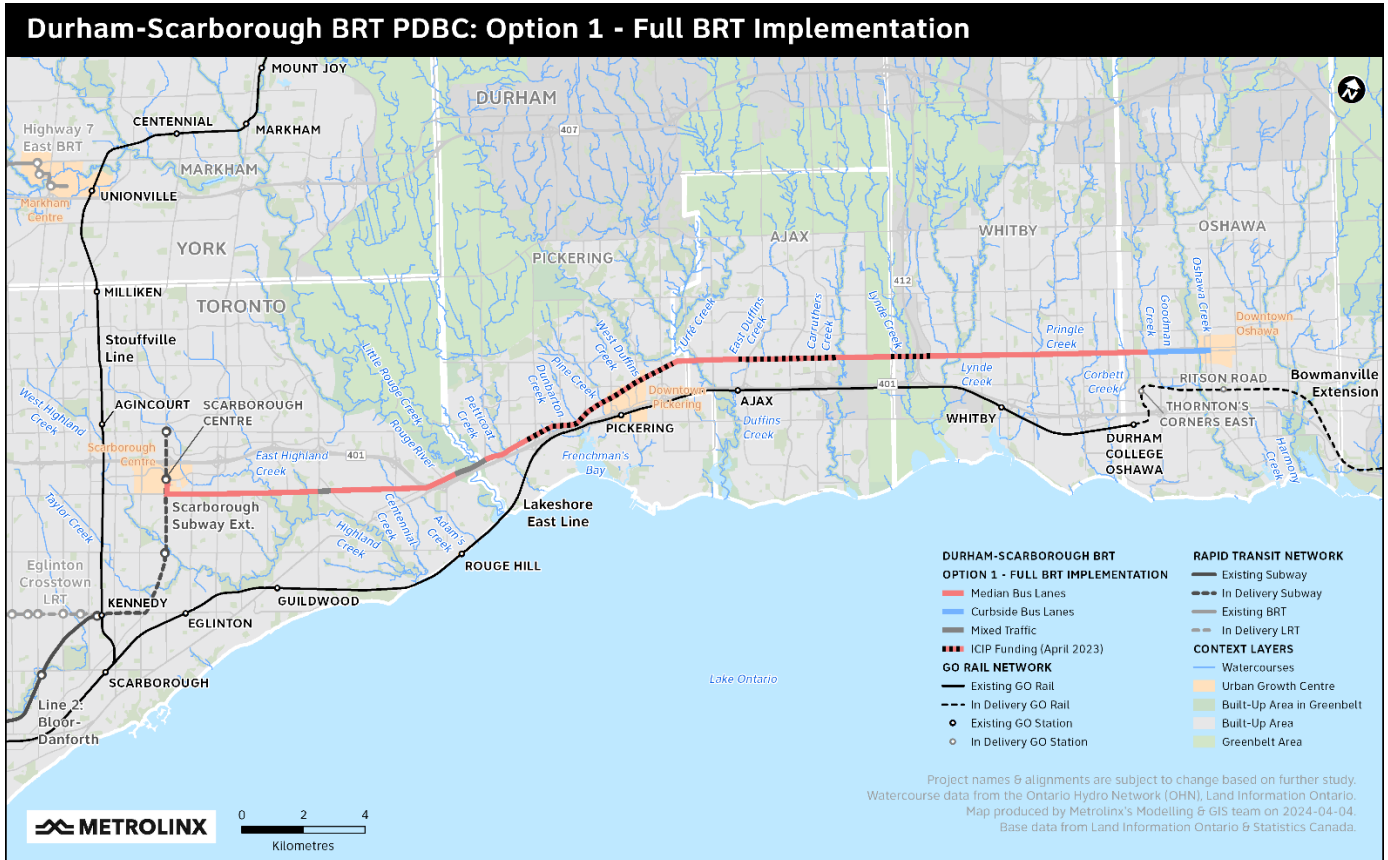 Durham-Scarborough BRT PDBC: Option 1 - Full BRT Implementation
MOUNT JOY
DURHAM
N
Highway 7
East BRT
CENTENNIAL
MARKHAM
407
MARKHAM
UNIONVILLE
Markham
Centre
YORK
PICKERING
AJAX
WHITBY
OSHAWA
MILLIKEN
TORONTO
412
Stouffville
Line
Little Rouge Creek
Rouge River
Petticoat
Creek
Dunbarton
Creek
Pine Creek
West Duffins
Creek
Urfé Creek
East Duffins
Creek
Carruthers
Creek
Lynde Creek
Pringle
Creek
Goodman
Creek
Oshawa Creek
Downtown
Oshawa
West Highland
Creek
AGINCOURT
SCARBOROUGH
CENTRE
Scarborough
Centre
East Highland
Creek
401
Downtown
Pickering
PICKERING
AJAX
401
Lynde
Creek
Corbett
Creek
RITSON ROAD
Bowmanville
Extension
WHITBY
THORNTON'S
CORNERS EAST
DURHAM
COLLEGE
OSHAWA
Duffins
Creek
Frenchman's
Bay
Harmony
Creek
Taylor Creek
Scarborough
Subway Ext.
Highland
Creek
Centennial
Creek
Adam's
Creek
Lakeshore
East Line
ROUGE HILL
Eglinton
Crosstown
LRT
KENNEDY
GUILDWOOD
EGLINTON
SCARBOROUGH
Line 2:
Bloor-
Danforth
Lake Ontario
DURHAM-SCARBOROUGH BRT
OPTION 1 - FULL BRT IMPLEMENTATION
Median Bus Lanes
Curbside Bus Lanes
Mixed Traffic
ICIP Funding (April 2023)
GO RAIL NETWORK
Existing GO Rail
In Delivery GO Rail
Existing GO Station
In Delivery GO Station
RAPID TRANSIT NETWORK
Existing Subway
In Delivery Subway
Existing BRT
In Delivery LRT
CONTEXT LAYERS
Watercourses
Urban Growth Centre
Built-Up Area in Greenbelt
Built-Up Area
Greenbelt Area
Project names & alignments are subject to change based on further study.
Watercourse data from the Ontario Hydro Network (OHN), Land Information Ontario.
Map produced by Metrolinx's Modelling & GIS team on 2024-04-04.
Base data from Land Information Ontario & Statistics Canada.
METROLINX
0 2 4
Kilometres